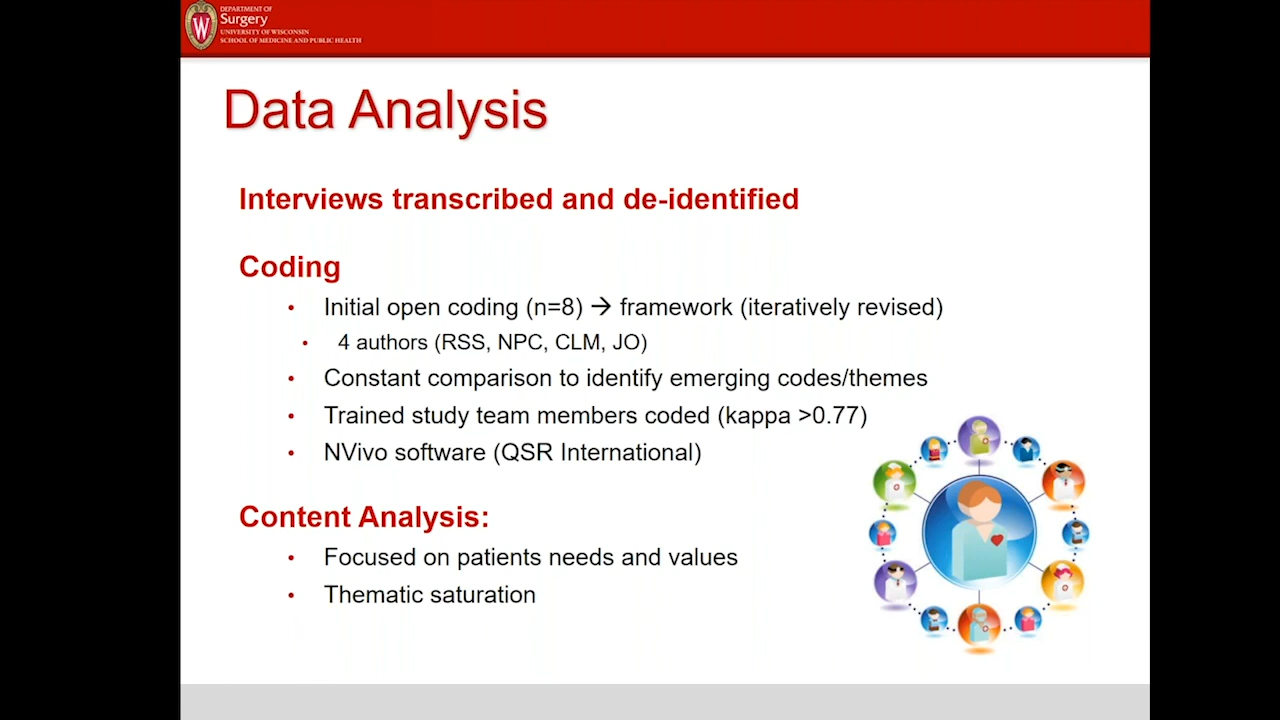 DEPARTMENT OF
Surgery
UNIVERSITY OF WISCONSIN
SCHOOL OF MEDICINE AND PUBLIC HEALTH
W
Data Analysis
Interviews transcribed and de-identified
Coding
• Initial open coding (n=8) → framework (iteratively revised)
• 4 authors (RSS, NPC, CLM, JO)
• Constant comparison to identify emerging codes/themes
• Trained study team members coded (kappa >0.77)
• NVivo software (QSR International)
Content Analysis:
• Focused on patients needs and values
• Thematic saturation